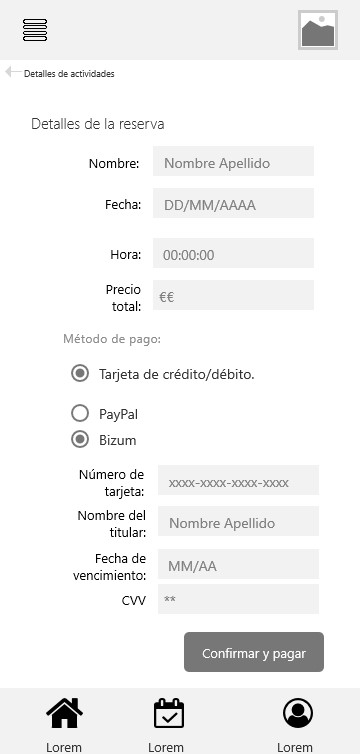 Detalles de actividades
Detalles de la reserva
Nombre: Nombre Apellido
Fecha: DD/MM/AAAA
Hora: 00:00:00
Precio
total: €€
Método de pago:
Tarjeta de crédito/débito.
PayPal
Bizum
Número de
tarjeta: xxxx-xxxx-xxxx-xxxx
Nombre del
titular: Nombre Apellido
Fecha de
vencimiento: MM/AA
CVV **
Confirmar y pagar
Lorem Lorem Lorem